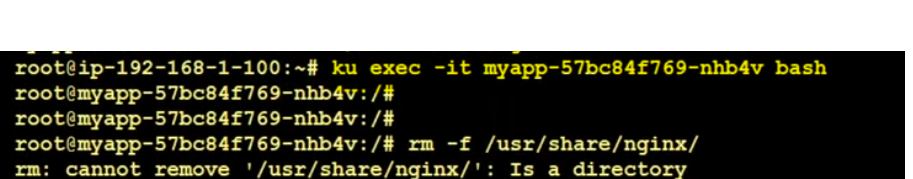 root@ip-192-168-1-100:~# ku exec -it myapp-57bc84f769-nhb4v bash
root@myapp-57bc84f769-nhb4v:/#
root@myapp-57bc84f769-nhb4v:/#
root@myapp-57bc84f769-nhb4v:/# rm -f /usr/share/nginx/
rm: cannot remove '/usr/share/nginx/': Is a directory